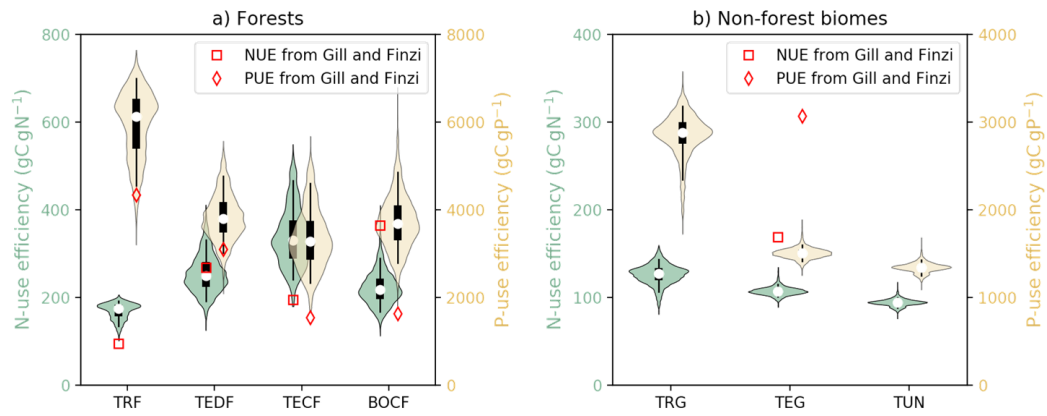 a) Forests
NUE from Gill and Finzi
PUE from Gill and Finzi
N-use efficiency (gC gN⁻¹)
800
600
400
200
0
P-use efficiency (gC gP⁻¹)
8000
6000
4000
2000
0
TRF TEDF TECF BOCF
b) Non-forest biomes
NUE from Gill and Finzi
PUE from Gill and Finzi
N-use efficiency (gC gN⁻¹)
400
300
200
100
0
P-use efficiency (gC gP⁻¹)
4000
3000
2000
1000
0
TRG TEG TUN